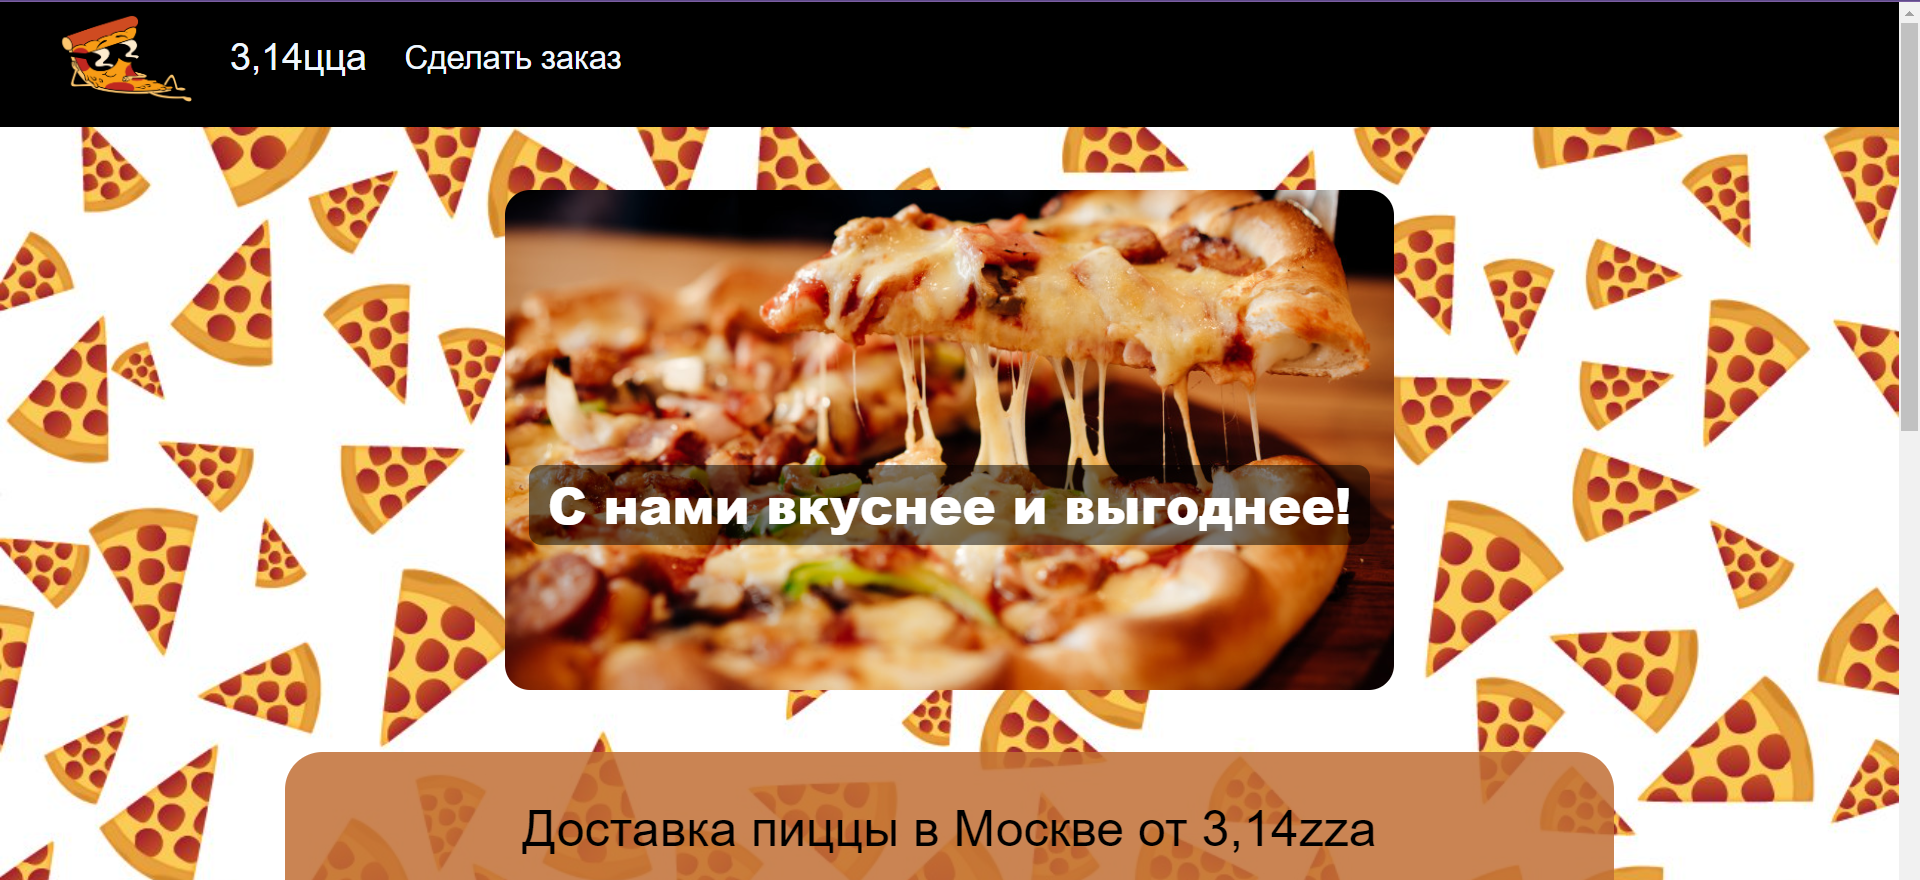 3,14цца
Сделать заказ
С нами вкуснее и выгоднее!
Доставка пиццы в Москве от 3,14zza